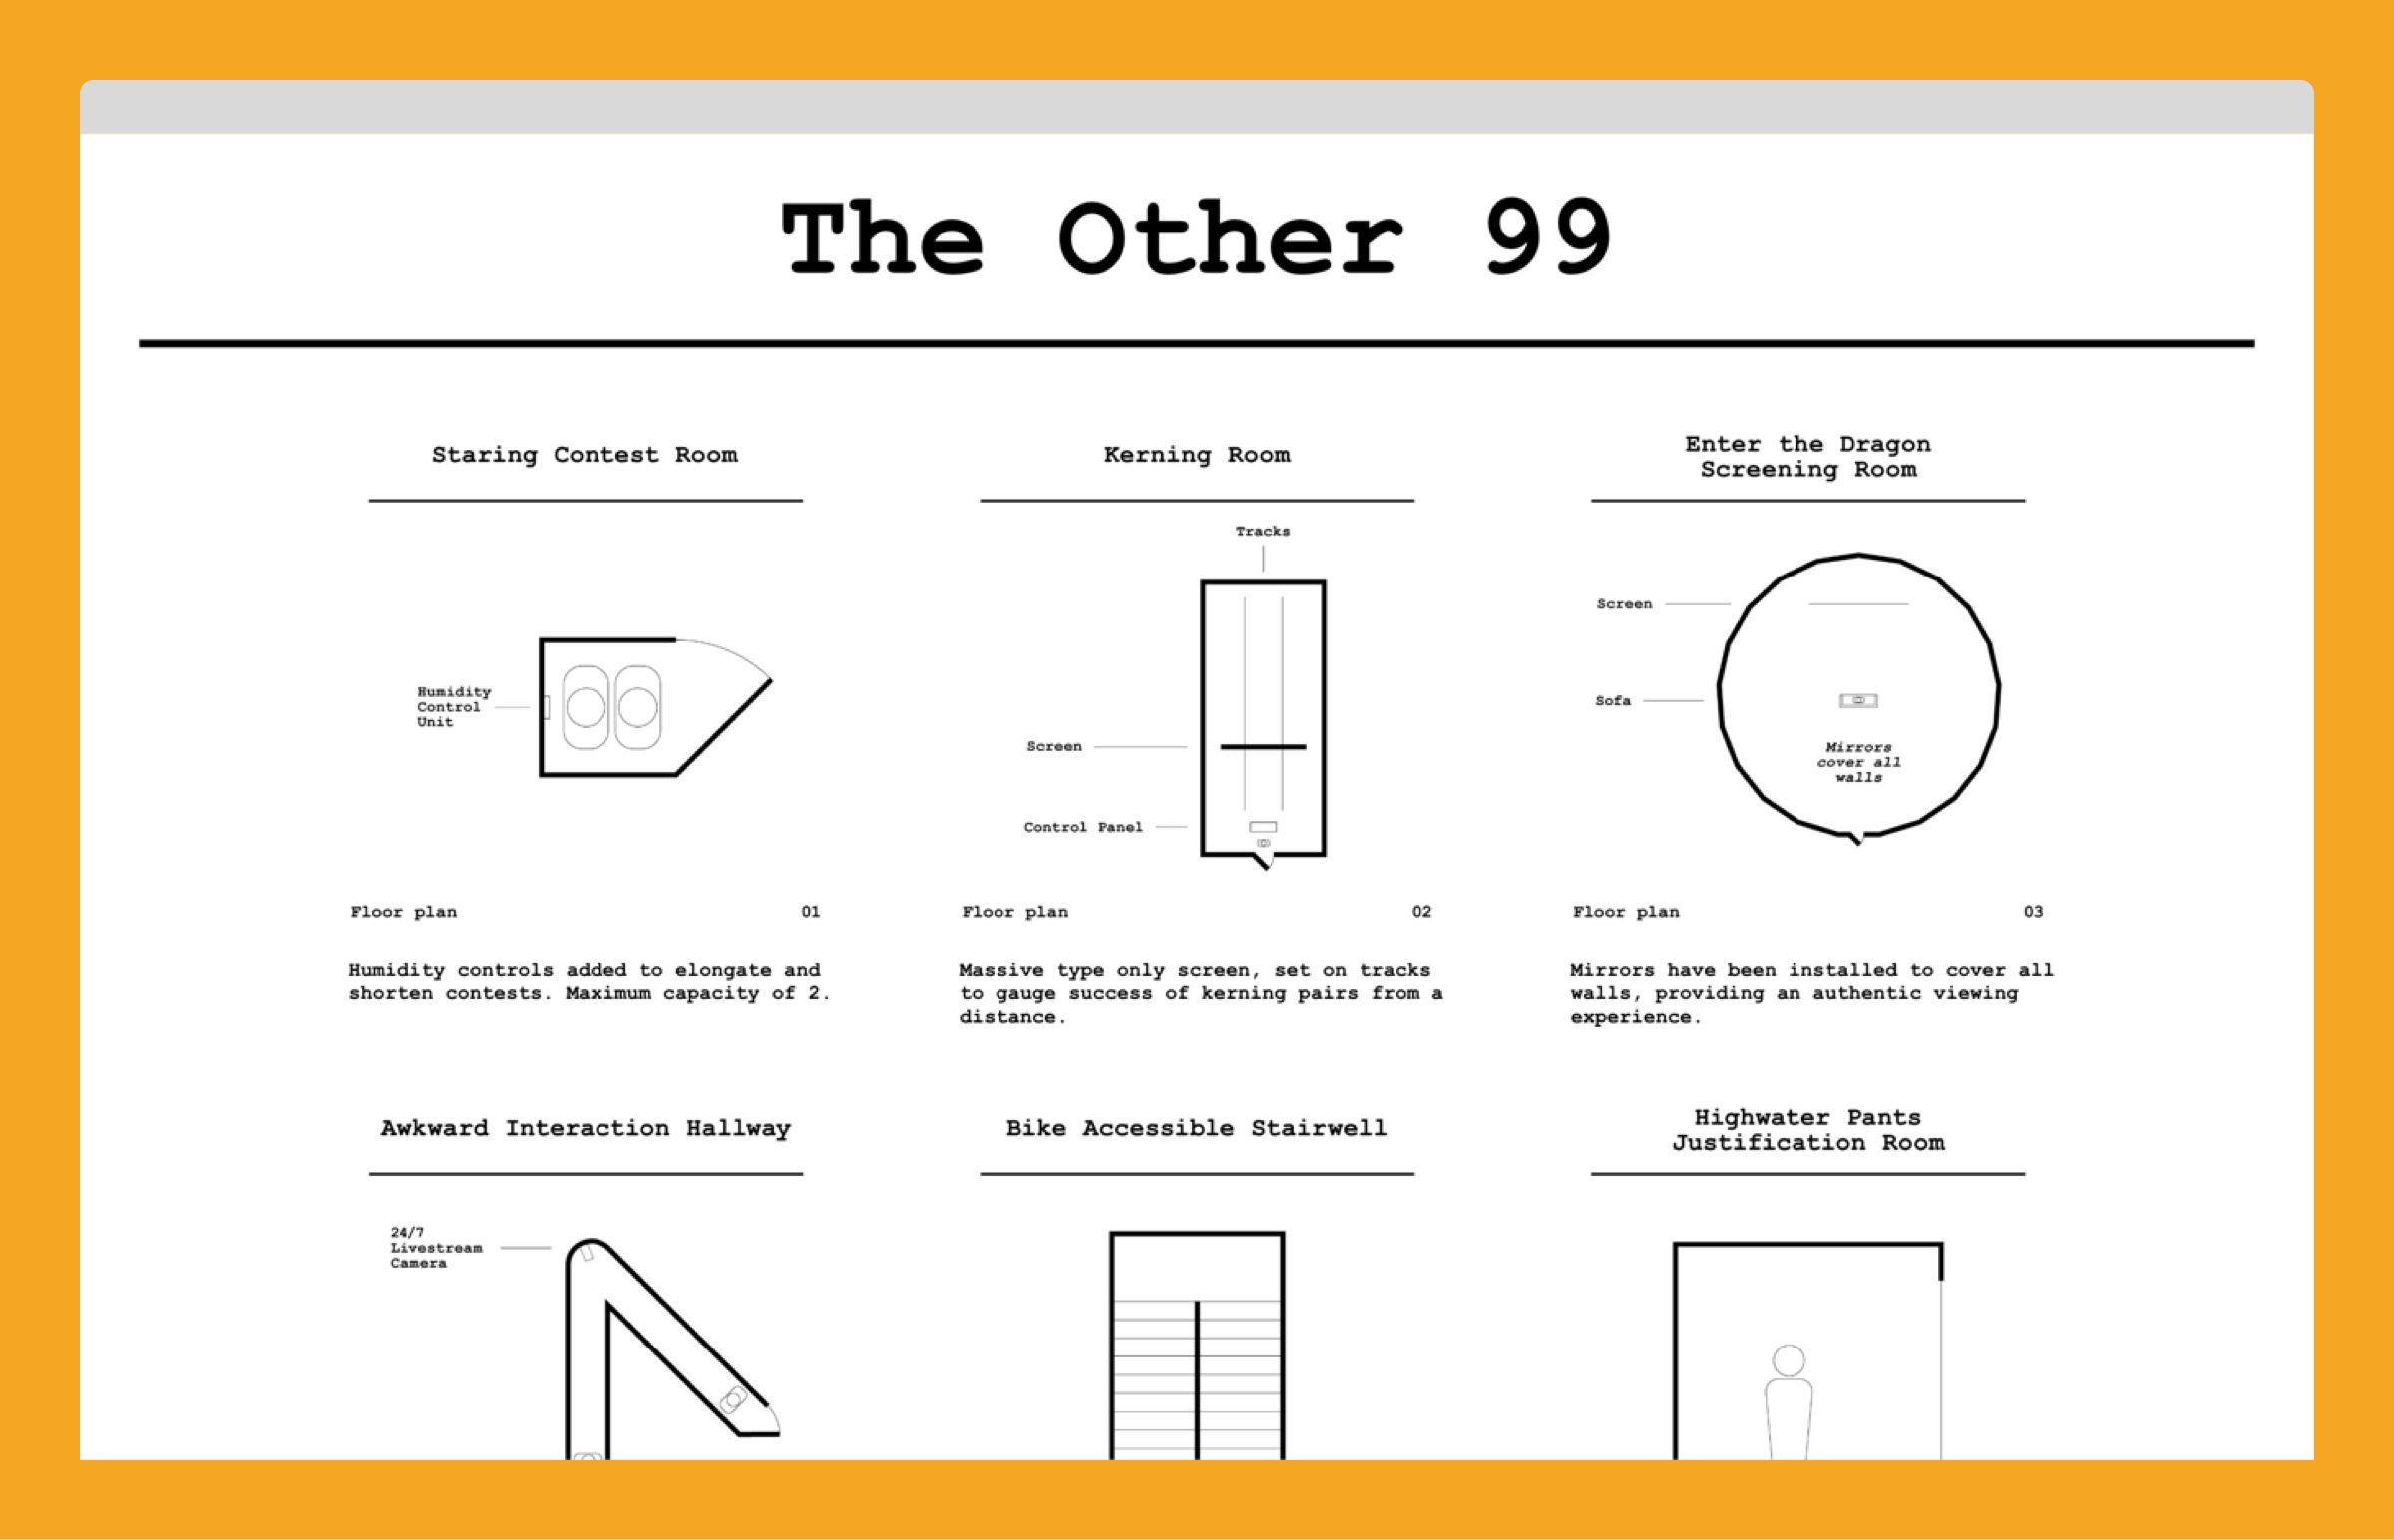 The Other 99
Staring Contest Room
Humidity
Control
Unit
Floor plan 01
Humidity controls added to elongate and
shorten contests. Maximum capacity of 2.
Kerning Room
Tracks
Screen
Control Panel
Floor plan 02
Massive type only screen, set on tracks
to gauge success of kerning pairs from a
distance.
Enter the Dragon
Screening Room
Screen
Sofa
Mirrors
cover all
walls
Floor plan 03
Mirrors have been installed to cover all
walls, providing an authentic viewing
experience.
Awkward Interaction Hallway
24/7
Livestream
Camera
Bike Accessible Stairwell
Highwater Pants
Justification Room